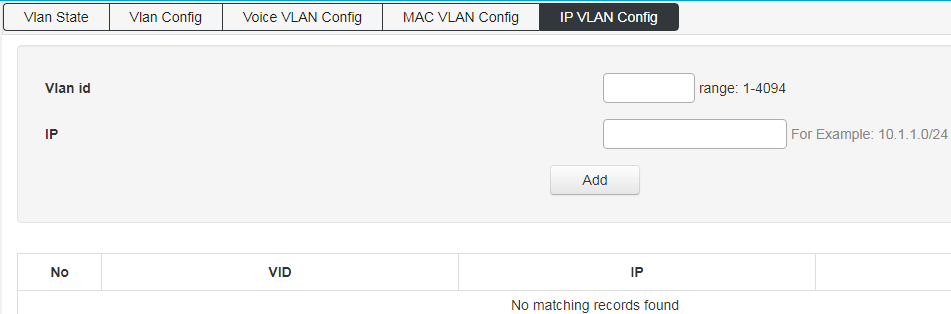 Vlan State Vlan Config Voice VLAN Config MAC VLAN Config IP VLAN Config
Vlan id range: 1-4094
IP For Example: 10.1.1.0/24
Add
No VID IP
No matching records found